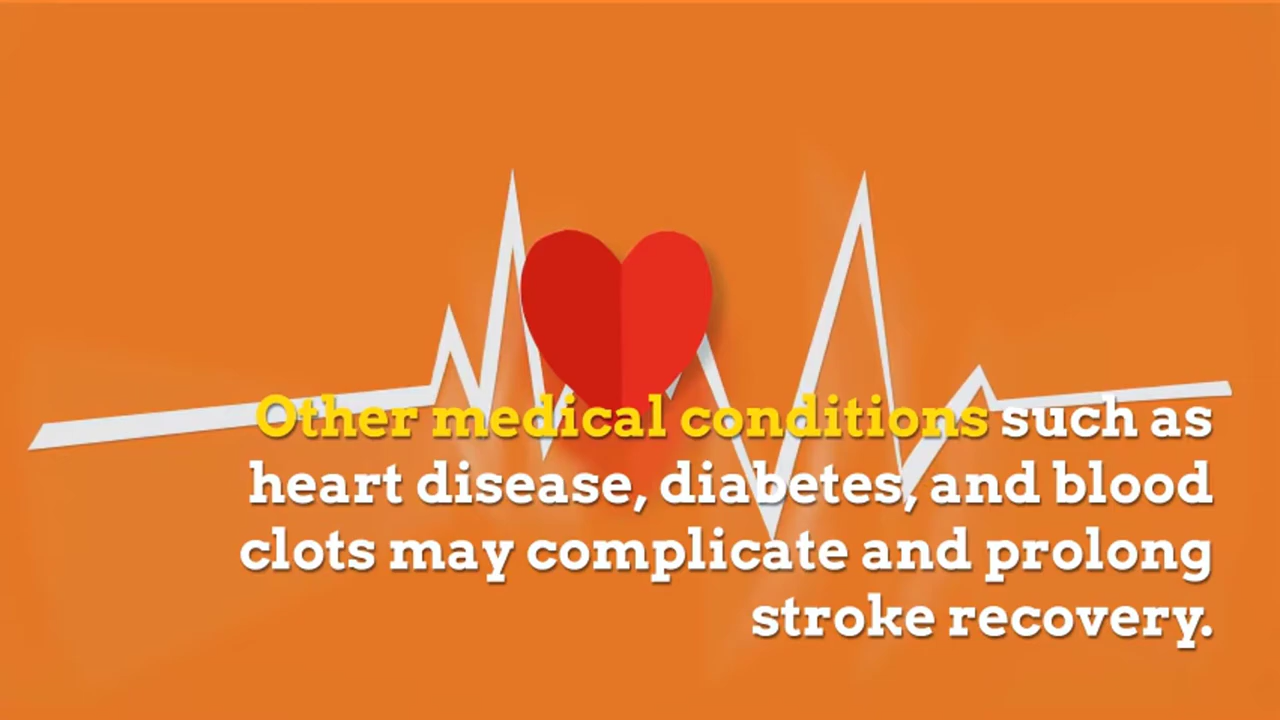 Other medical conditions such as
heart disease, diabetes, and blood
clots may complicate and prolong
stroke recovery.